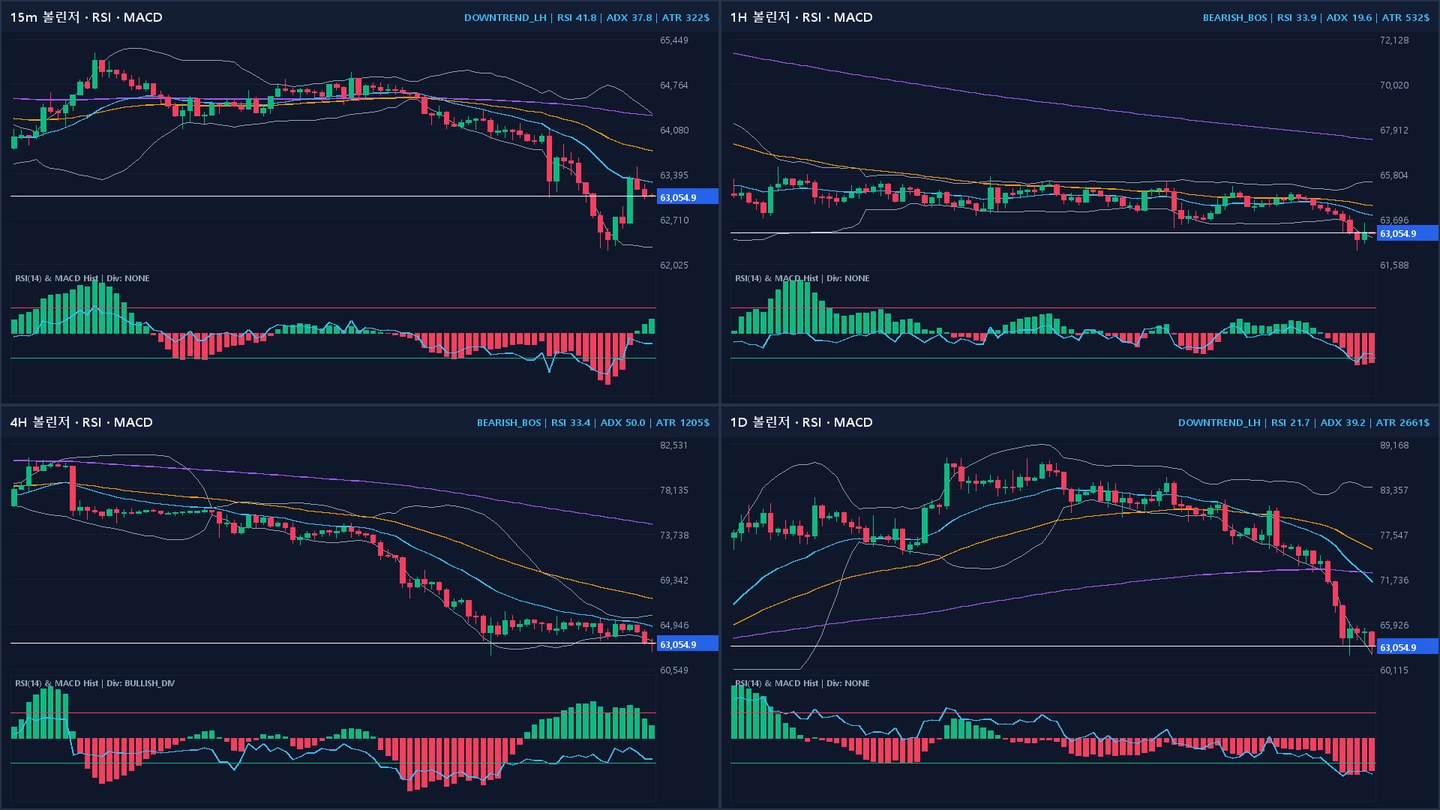 15m 볼린저 · RSI · MACD
DOWNTREND_LH | RSI 41.8 | ADX 37.8 | ATR 322$
65,449
64,764
64,080
63,395
63,054.9
62,710
62,025
RSI(14) & MACD Hist | Div: NONE
1H 볼린저 · RSI · MACD
BEARISH_BOS | RSI 33.9 | ADX 19.6 | ATR 532$
72,128
70,020
67,912
65,804
63,696
63,054.9
61,588
RSI(14) & MACD Hist | Div: NONE
4H 볼린저 · RSI · MACD
BEARISH_BOS | RSI 33.4 | ADX 50.0 | ATR 1205$
82,531
78,135
73,738
69,342
64,946
63,054.9
60,549
RSI(14) & MACD Hist | Div: BULLISH_DIV
1D 볼린저 · RSI · MACD
DOWNTREND_LH | RSI 21.7 | ADX 39.2 | ATR 2661$
89,168
83,357
77,547
71,736
65,926
63,054.9
60,115
RSI(14) & MACD Hist | Div: NONE